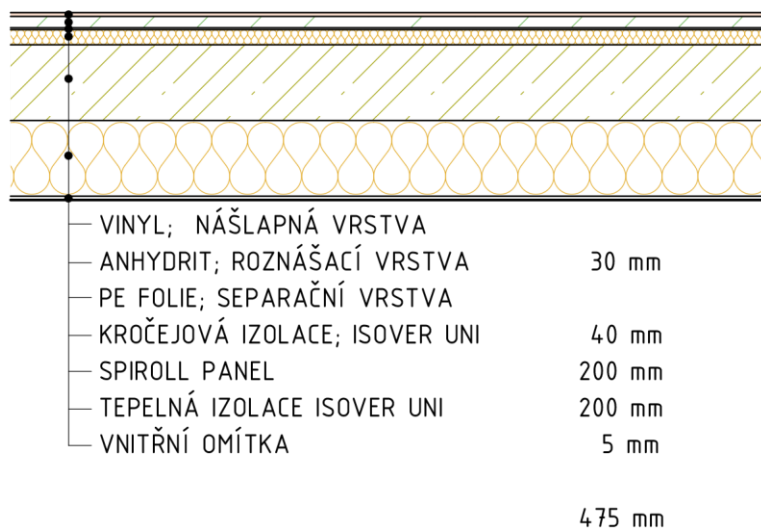 VINYL; NÁŠLAPNÁ VRSTVA
ANHYDRIT; ROZNÁŠACÍ VRSTVA 30 mm
PE FOLIE; SEPARAČNÍ VRSTVA
KROČEJOVÁ IZOLACE; ISOVER UNI 40 mm
SPIROLL PANEL 200 mm
TEPELNÁ IZOLACE ISOVER UNI 200 mm
VNITŘNÍ OMÍTKA 5 mm
475 mm